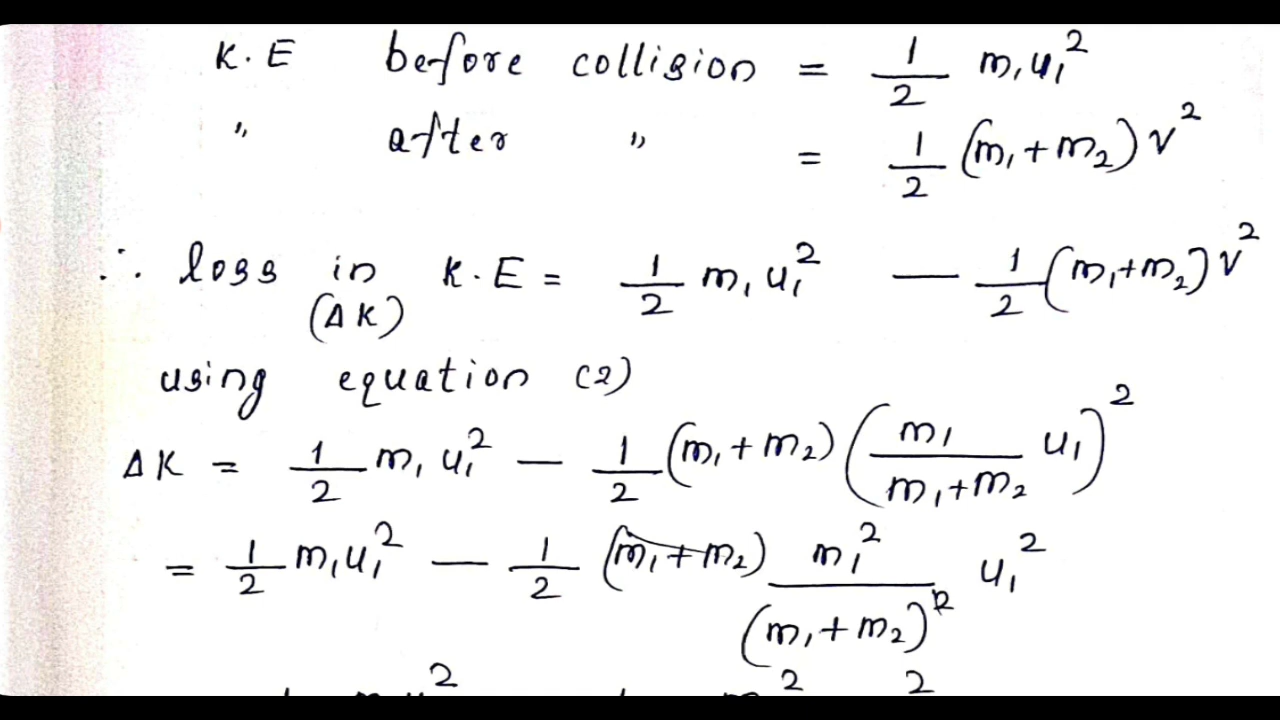 K.E before collision = 1/2 m₁u₁²
" after " = 1/2 (m₁+m₂) v²
∴ loss in K.E = 1/2 m₁u₁² — 1/2 (m₁+m₂) v²
(ΔK)
using equation (2)
ΔK = 1/2 m₁u₁² — 1/2 (m₁+m₂) (m₁/(m₁+m₂) u₁)²
= 1/2 m₁u₁² — 1/2 (m₁+m₂) m₁²/(m₁+m₂)² u₁²